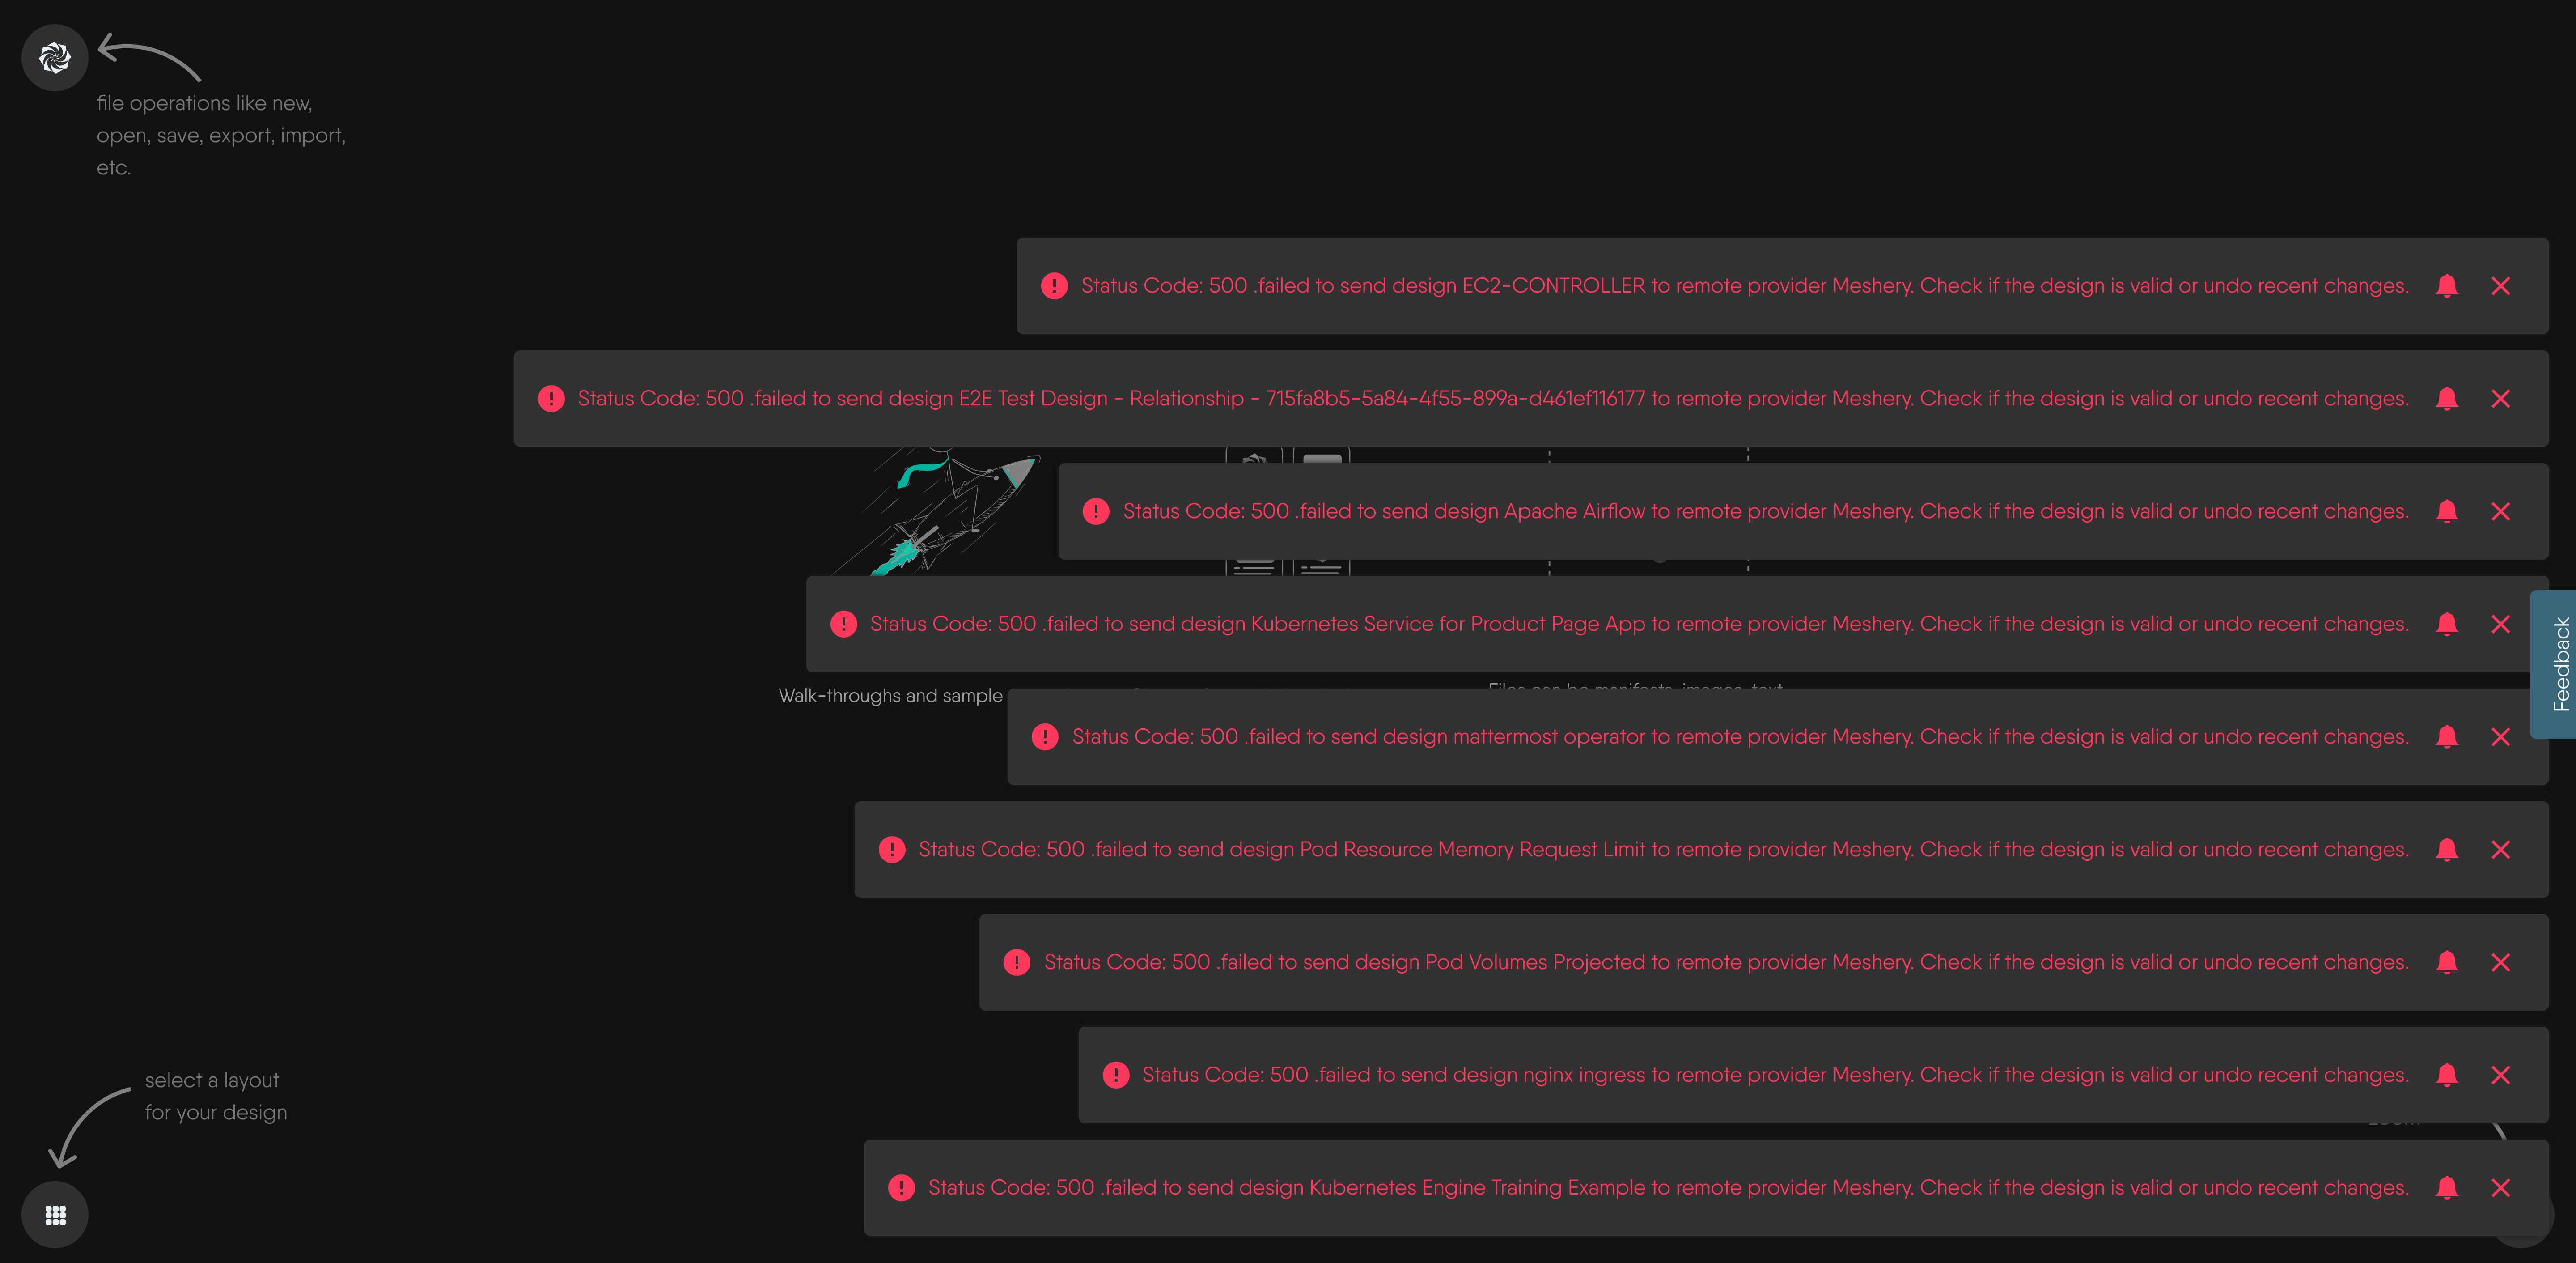 file operations like new,
open, save, export, import,
etc.
Status Code: 500 .failed to send design EC2-CONTROLLER to remote provider Meshery. Check if the design is valid or undo recent changes.
Status Code: 500 .failed to send design E2E Test Design - Relationship - 715fa8b5-5a84-4f55-899a-d461ef116177 to remote provider Meshery. Check if the design is valid or undo recent changes.
Status Code: 500 .failed to send design Apache Airflow to remote provider Meshery. Check if the design is valid or undo recent changes.
Status Code: 500 .failed to send design Kubernetes Service for Product Page App to remote provider Meshery. Check if the design is valid or undo recent changes.
Feedback
Walk-throughs and sample
Files can be manifests, images, text
Status Code: 500 .failed to send design mattermost operator to remote provider Meshery. Check if the design is valid or undo recent changes.
Status Code: 500 .failed to send design Pod Resource Memory Request Limit to remote provider Meshery. Check if the design is valid or undo recent changes.
Status Code: 500 .failed to send design Pod Volumes Projected to remote provider Meshery. Check if the design is valid or undo recent changes.
Status Code: 500 .failed to send design nginx ingress to remote provider Meshery. Check if the design is valid or undo recent changes.
select a layout
for your design
Status Code: 500 .failed to send design Kubernetes Engine Training Example to remote provider Meshery. Check if the design is valid or undo recent changes.